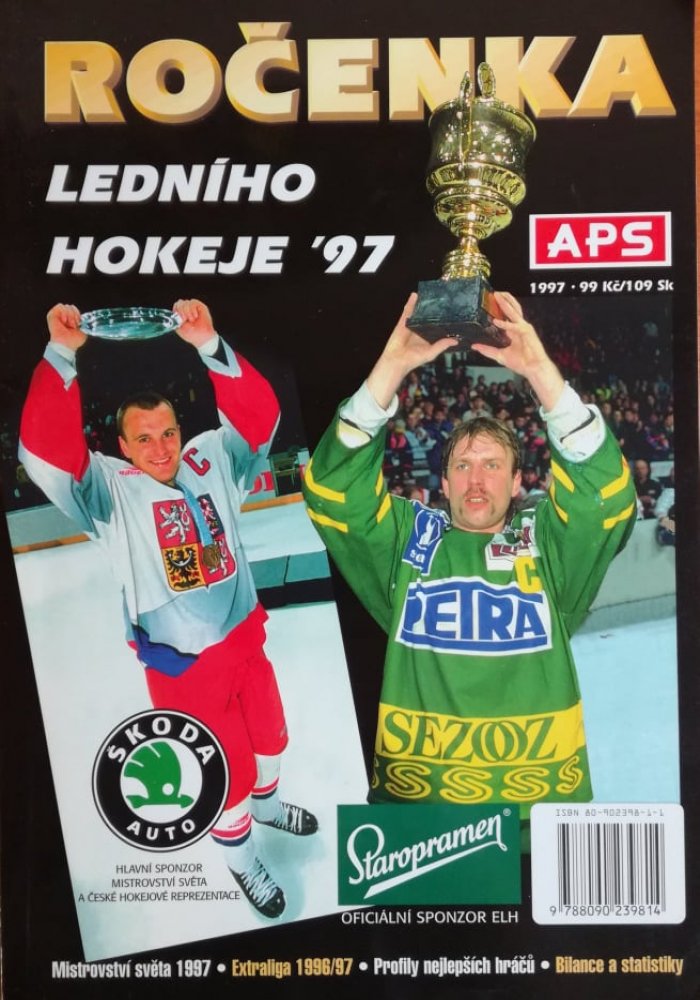 ROČENKA
LEDNÍHO
HOKEJE '97
APS
1997 · 99 Kč/109 Sk
C
C
PETRA
SEZOOZ
SSSSSS
ŠKODA
AUTO
HLAVNÍ SPONZOR
MISTROVSTVÍ SVĚTA
A ČESKÉ HOKEJOVÉ REPREZENTACE
Staropramen®
OFICIÁLNÍ SPONZOR ELH
ISBN 80-902398-1-1
9 788090 239814
Mistrovství světa 1997 • Extraliga 1996/97 • Profily nejlepších hráčů • Bilance a statistiky